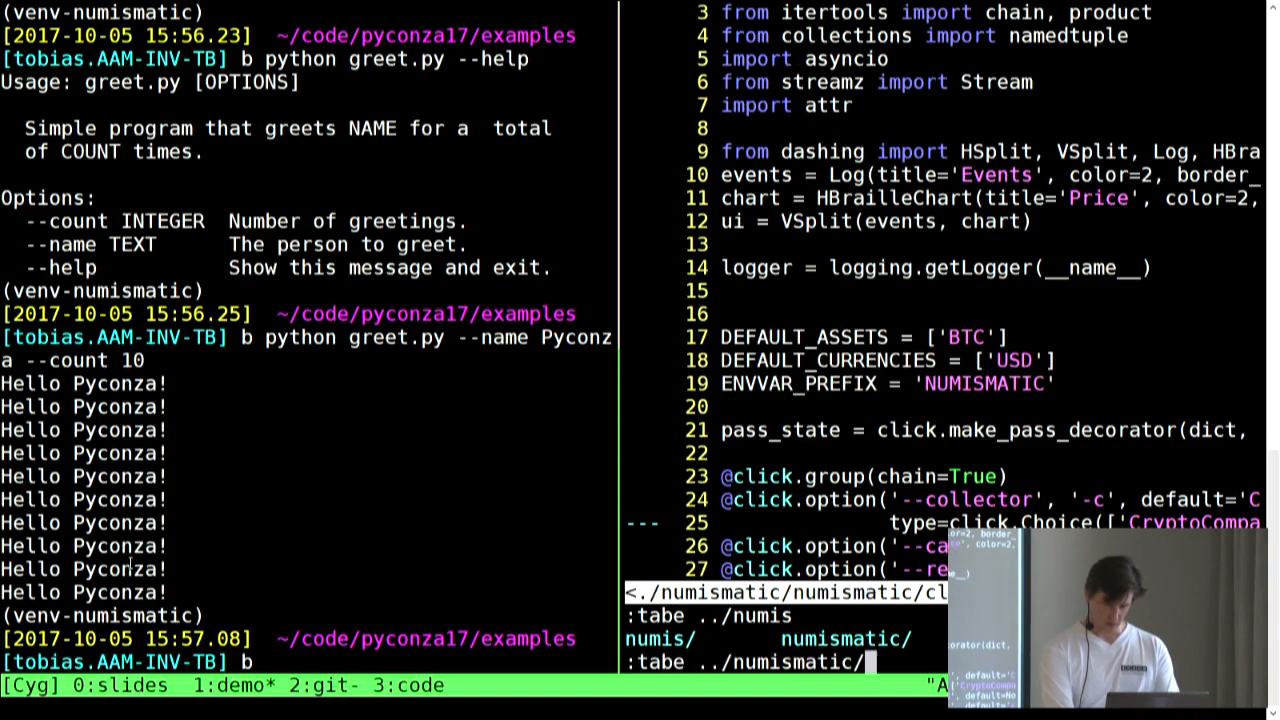 (venv-numismatic)
[2017-10-05 15:56.23]  ~/code/pyconza17/examples
[tobias.AAM-INV-TB] b python greet.py --help
Usage: greet.py [OPTIONS]
  Simple program that greets NAME for a  total
  of COUNT times.
Options:
  --count INTEGER  Number of greetings.
  --name TEXT      The person to greet.
  --help           Show this message and exit.
(venv-numismatic)
[2017-10-05 15:56.25]  ~/code/pyconza17/examples
[tobias.AAM-INV-TB] b python greet.py --name Pyconz
a --count 10
Hello Pyconza!
Hello Pyconza!
Hello Pyconza!
Hello Pyconza!
Hello Pyconza!
Hello Pyconza!
Hello Pyconza!
Hello Pyconza!
Hello Pyconza!
Hello Pyconza!
(venv-numismatic)
[2017-10-05 15:57.08]  ~/code/pyconza17/examples
[tobias.AAM-INV-TB] b
3 from itertools import chain, product
4 from collections import namedtuple
5 import asyncio
6 from streamz import Stream
7 import attr
8
9 from dashing import HSplit, VSplit, Log, HBra
10 events = Log(title='Events', color=2, border_
11 chart = HBrailleChart(title='Price', color=2,
12 ui = VSplit(events, chart)
13
14 logger = logging.getLogger(__name__)
15
16
17 DEFAULT_ASSETS = ['BTC']
18 DEFAULT_CURRENCIES = ['USD']
19 ENVVAR_PREFIX = 'NUMISMATIC'
20
21 pass_state = click.make_pass_decorator(dict,
22
23 @click.group(chain=True)
24 @click.option('--collector', '-c', default='C
--- 25               type=click.Choice(['CryptoCompa
26 @click.option('--ca
27 @click.option('--re
<./numismatic/numismatic/cl
:tabe ../numis
numis/       numismatic/
:tabe ../numismatic/
[Cyg] 0:slides  1:demo* 2:git- 3:code "A